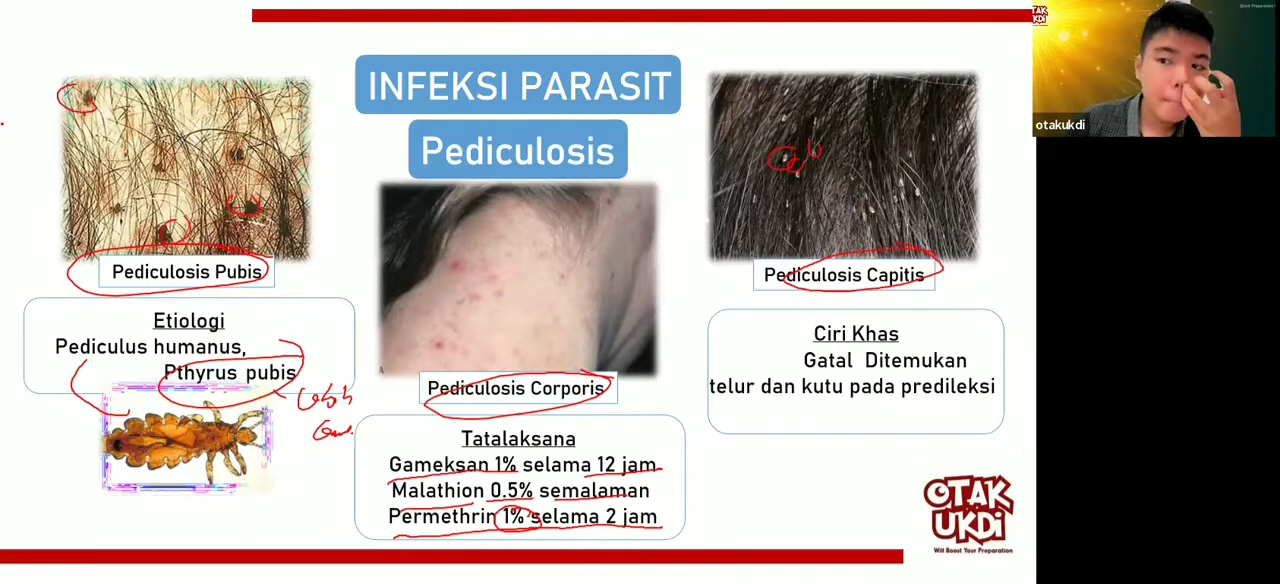 INFEKSI PARASIT
Pediculosis
Pediculosis Pubis
Etiologi
Pediculus humanus,
Pthyrus pubis
Pediculosis Corporis
Tatalaksana
Gameksan 1% selama 12 jam
Malathion 0.5% semalaman
Permethrin 1% selama 2 jam
Pediculosis Capitis
Ciri Khas
Gatal Ditemukan
telur dan kutu pada predileksi
OTAK
UKDI
Will Boost Your Preparation
otakukdi